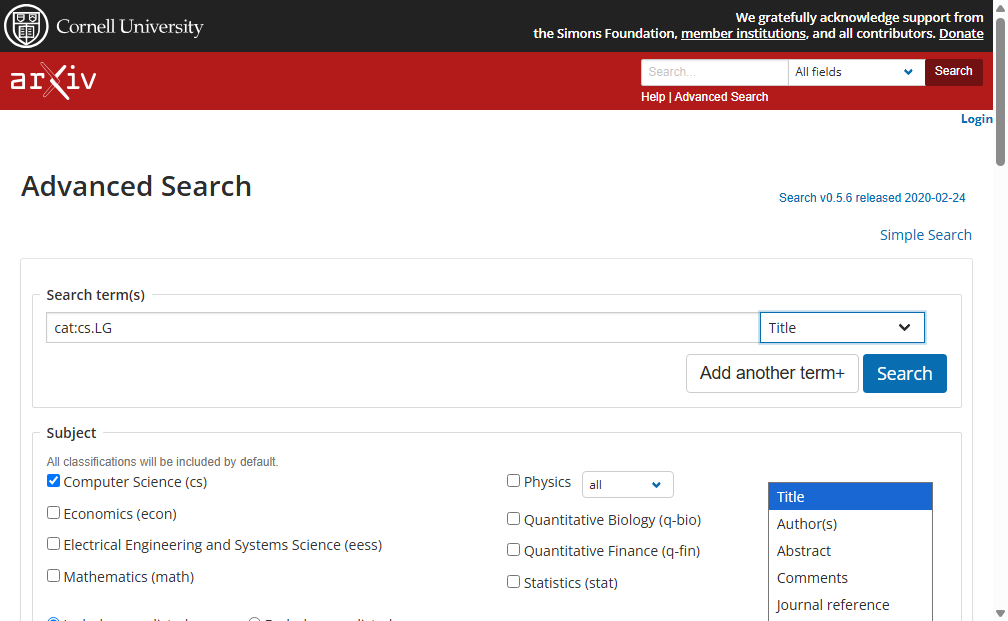 Cornell University
We gratefully acknowledge support from
the Simons Foundation, member institutions, and all contributors. Donate
arXiv
Search...
All fields
Search
Help | Advanced Search
Login
Advanced Search
Search v0.5.6 released 2020-02-24
Simple Search
Search term(s)
cat:cs.LG
Title
Add another term+
Search
Subject
All classifications will be included by default.
Computer Science (cs)
Physics
all
Economics (econ)
Quantitative Biology (q-bio)
Electrical Engineering and Systems Science (eess)
Quantitative Finance (q-fin)
Mathematics (math)
Statistics (stat)
Title
Author(s)
Abstract
Comments
Journal reference